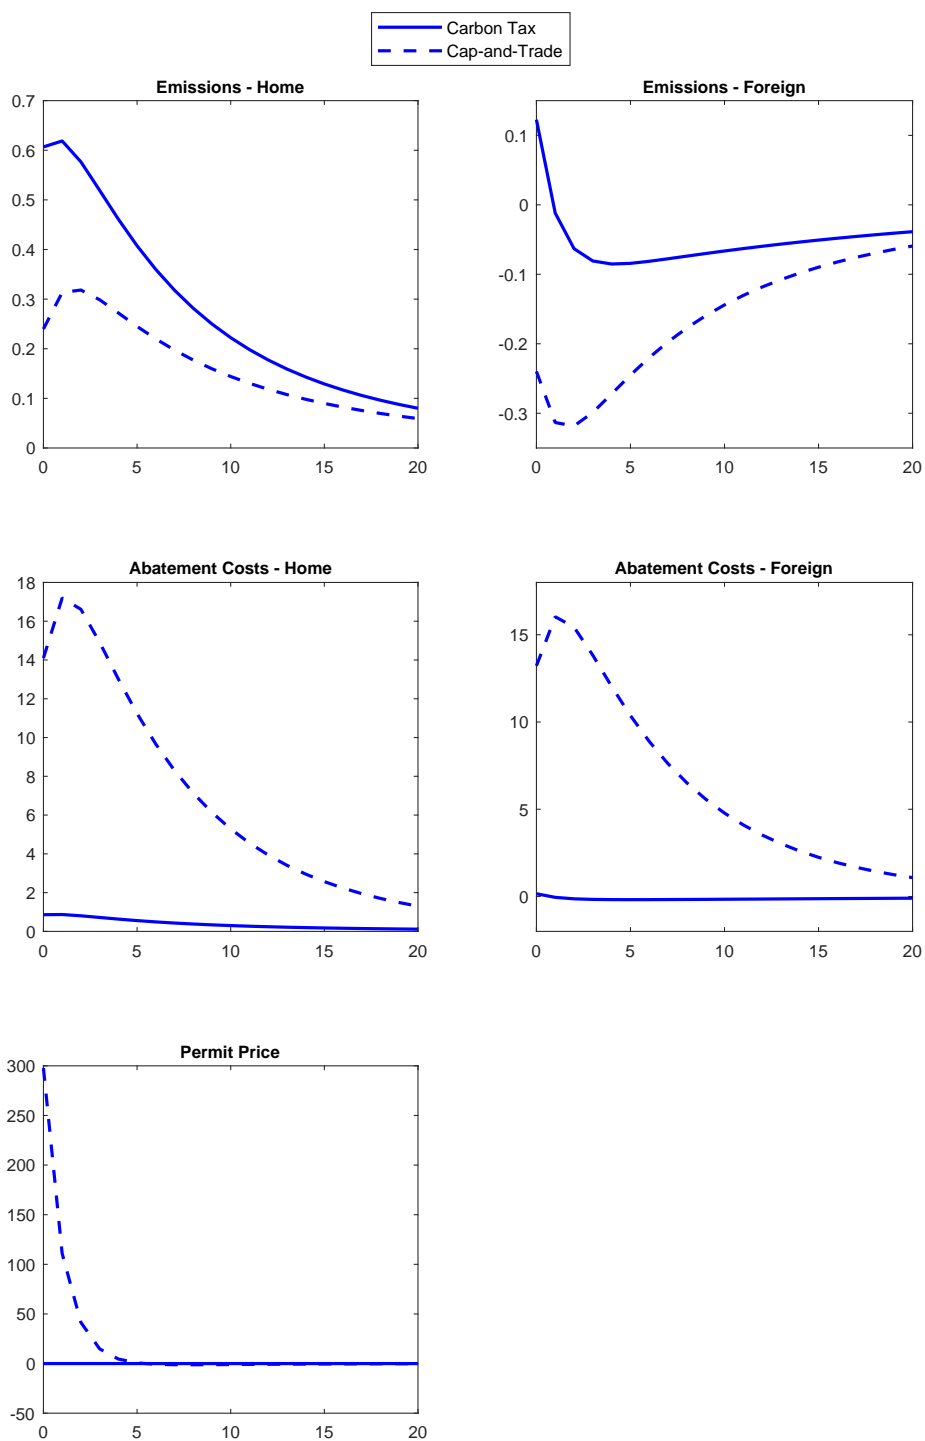 Carbon Tax
Cap-and-Trade
Emissions - Home
0.7
0.6
0.5
0.4
0.3
0.2
0.1
0
0 5 10 15 20
Emissions - Foreign
0.1
0
-0.1
-0.2
-0.3
0 5 10 15 20
Abatement Costs - Home
18
16
14
12
10
8
6
4
2
0
0 5 10 15 20
Abatement Costs - Foreign
15
10
5
0
0 5 10 15 20
Permit Price
300
250
200
150
100
50
0
-50
0 5 10 15 20